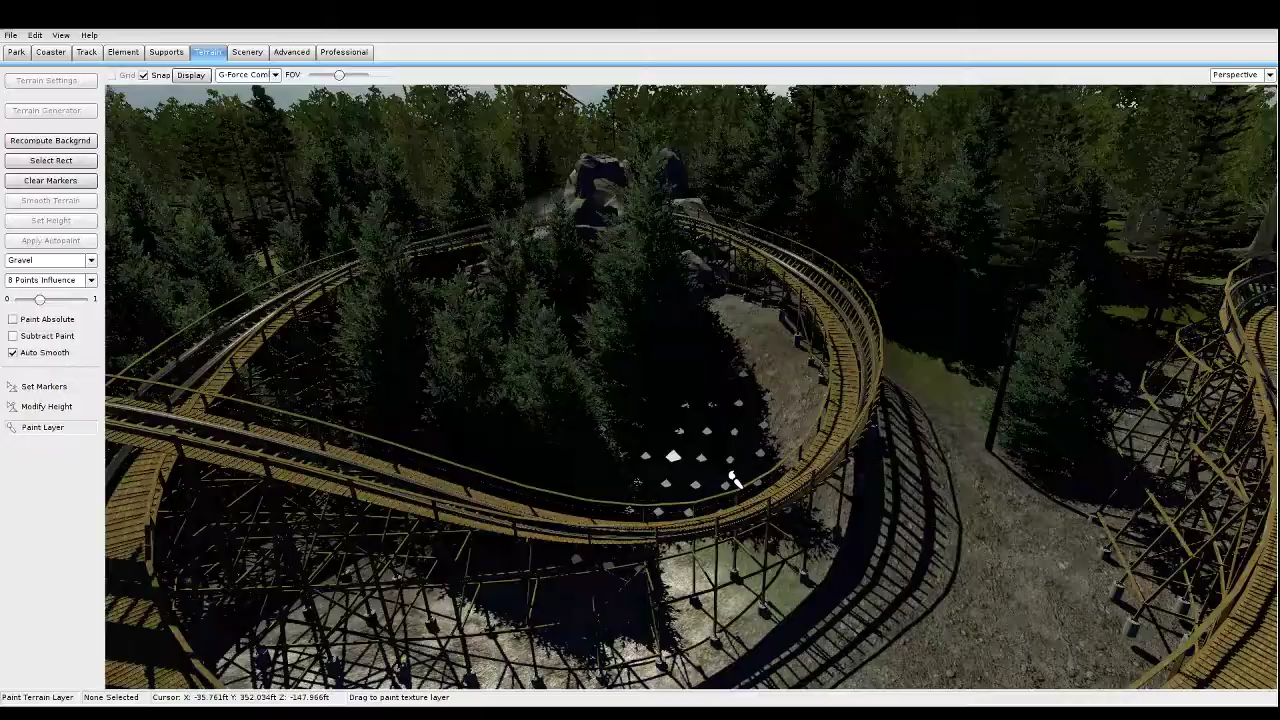 File Edit View Help
Park Coaster Track Element Supports Terrain Scenery Advanced Professional
Terrain Settings
Grid Snap Display G-Force Com FOV Perspective
Terrain Generator
Recompute Backgrnd
Select Rect
Clear Markers
Smooth Terrain
Set Height
Apply Autopaint
Gravel
8 Points Influence
0 1
Paint Absolute
Subtract Paint
Auto Smooth
Set Markers
Modify Height
Paint Layer
Paint Terrain Layer None Selected Cursor: X: -35.761ft Y: 352.034ft Z: -147.966ft Drag to paint texture layer